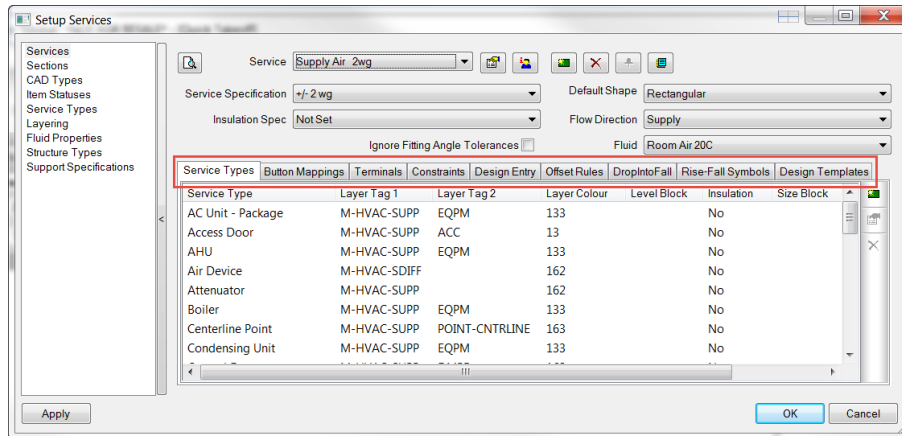 Setup Services
Services
Sections
CAD Types
Item Statuses
Service Types
Layering
Fluid Properties
Structure Types
Support Specifications
Service Supply Air 2wg
Service Specification +/- 2 wg Default Shape Rectangular
Insulation Spec Not Set Flow Direction Supply
Ignore Fitting Angle Tolerances Fluid Room Air 20C
Service Types Button Mappings Terminals Constraints Design Entry Offset Rules DropIntoFall Rise-Fall Symbols Design Templates
Service Type Layer Tag 1 Layer Tag 2 Layer Colour Level Block Insulation Size Block
AC Unit - Package M-HVAC-SUPP EQPM 133 No
Access Door M-HVAC-SUPP ACC 13 No
AHU M-HVAC-SUPP EQPM 133 No
Air Device M-HVAC-SDIFF 162 No
Attenuator 162 No
Boiler M-HVAC-SUPP EQPM 133 No
Centerline Point M-HVAC-SUPP POINT-CNTRLINE 163 No
Condensing Unit M-HVAC-SUPP EQPM 133 No
Apply OK Cancel